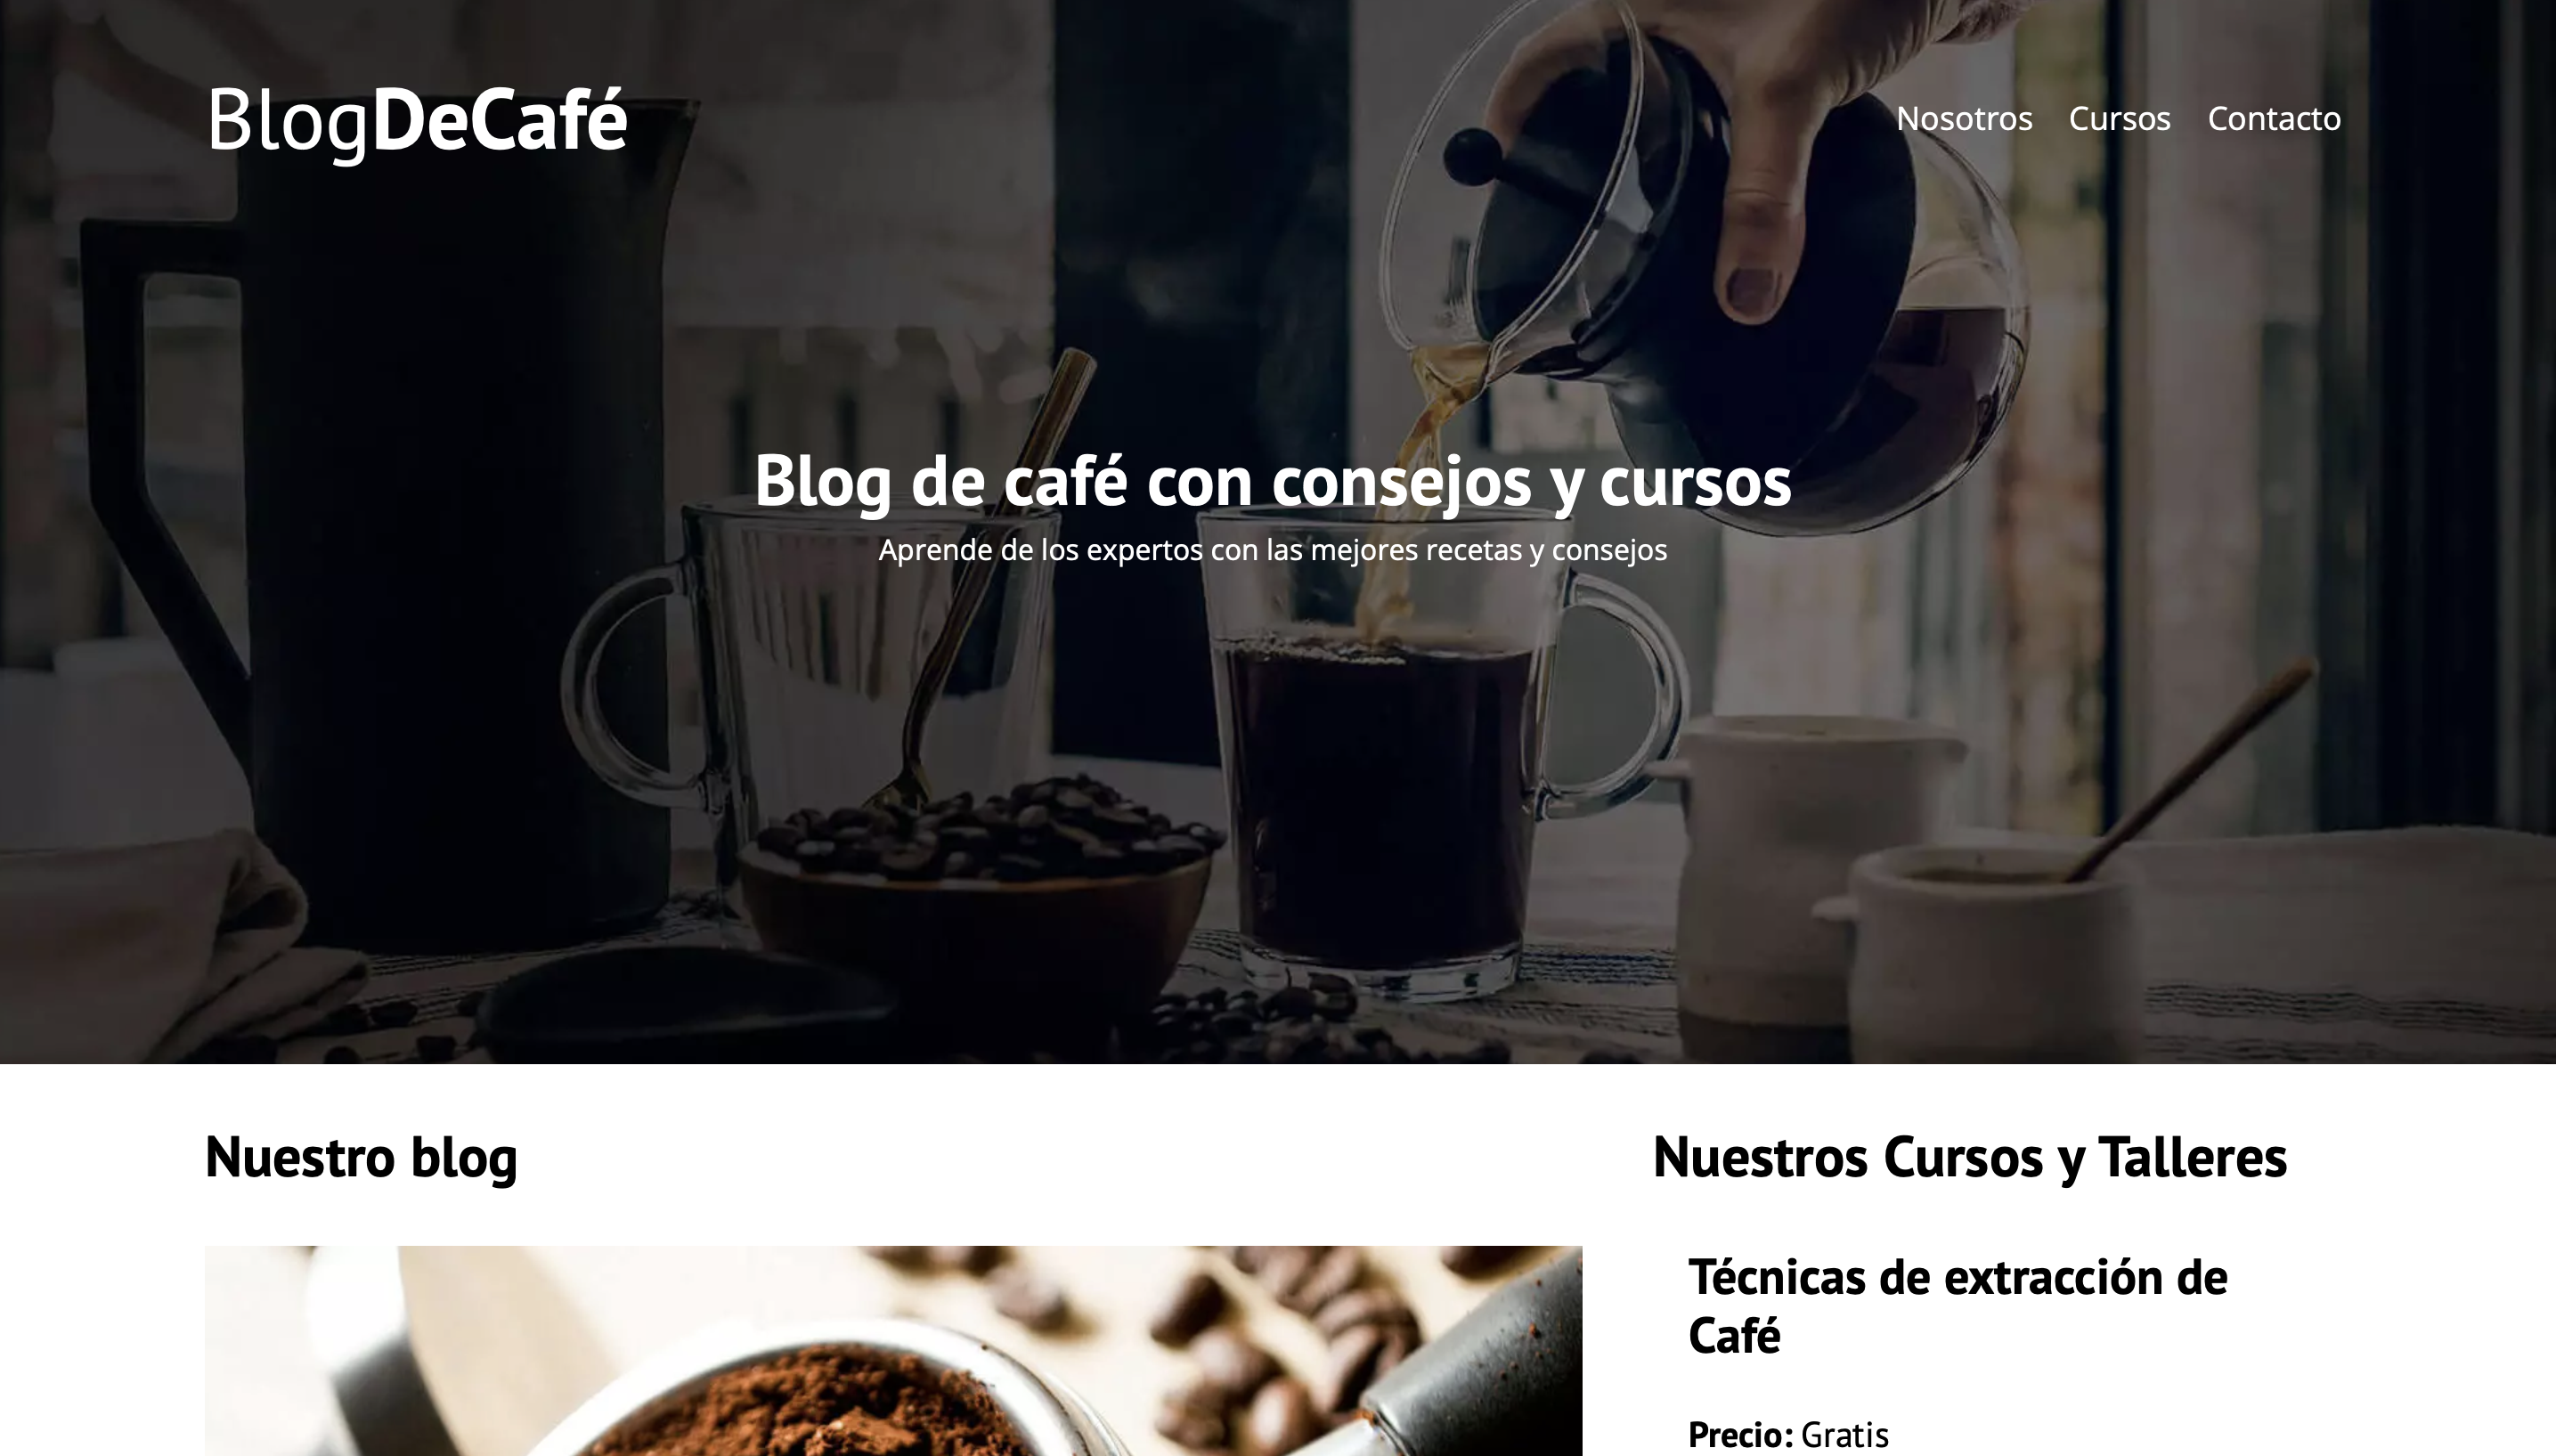 BlogDeCafé
Nosotros Cursos Contacto
Blog de café con consejos y cursos
Aprende de los expertos con las mejores recetas y consejos
Nuestro blog
Nuestros Cursos y Talleres
Técnicas de extracción de
Café
Precio: Gratis